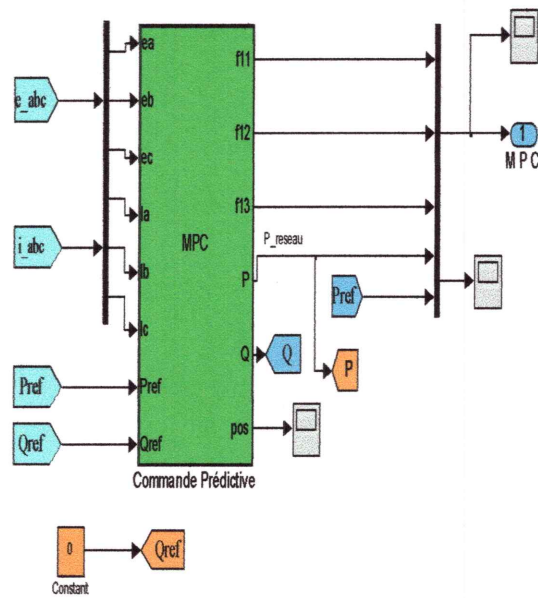 ea
f11
e_abc
eb
1
ec
f12
M P C
Ia
f13
MPC
P_reseau
i_abc
Ib
P
Pref
Ic
Q
Q
P
Pref
Pref
Qref
Qref
pos
Commande Prédictive
0
Qref
Constant